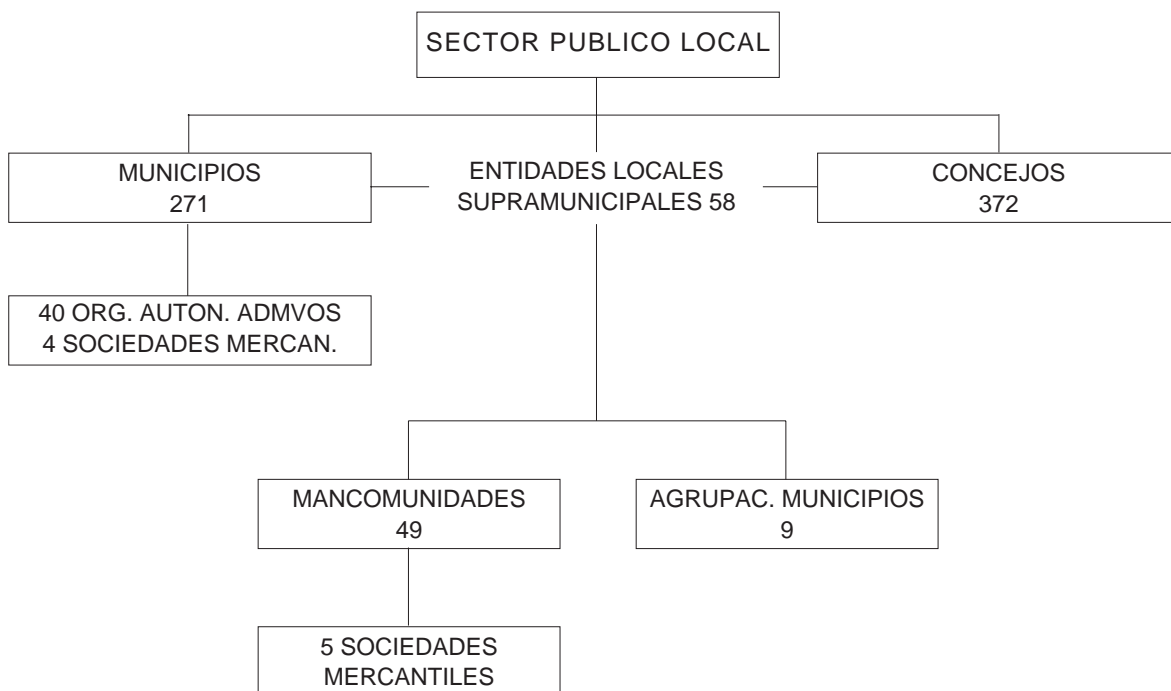 SECTOR PUBLICO LOCAL
MUNICIPIOS
271
ENTIDADES LOCALES
SUPRAMUNICIPALES 58
CONCEJOS
372
40 ORG. AUTON. ADMVOS
4 SOCIEDADES MERCAN.
MANCOMUNIDADES
49
AGRUPAC. MUNICIPIOS
9
5 SOCIEDADES
MERCANTILES